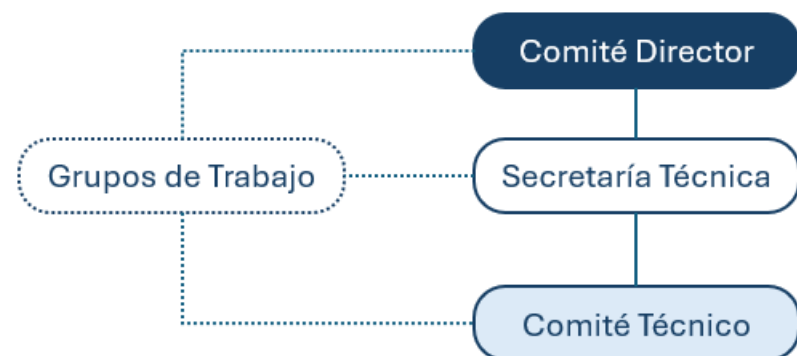 Comité Director
Grupos de Trabajo
Secretaría Técnica
Comité Técnico